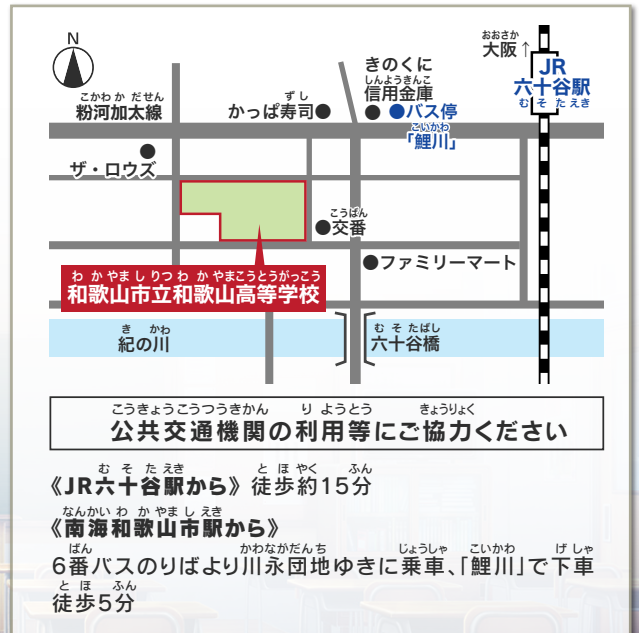 N
おおさか
大阪↑
JR
六十谷駅
む そ た えき
きのくに
しんようきんこ
信用金庫
こかわ か だせん
粉河加太線
ずし
かっぱ寿司●
●バス停
こいかわ
「鯉川」
ザ・ロウズ
こうばん
●交番
●ファミリーマート
わ か やま し りつ わ か やまこうとうがっこう
和歌山市立和歌山高等学校
き かわ
紀の川
む そ たばし
六十谷橋
こうきょうこうつうきかん り ようとう きょうりょく
公共交通機関の利用等にご協力ください
む そ た えき と ほ やく ふん
《JR六十谷駅から》徒歩約15分
なんかい わ か やま し えき
《南海和歌山市駅から》
ばん かわながだんち じょうしゃ こいかわ げ しゃ
6番バスのりばより川永団地ゆきに乗車、「鯉川」で下車
と ほ ふん
徒歩5分